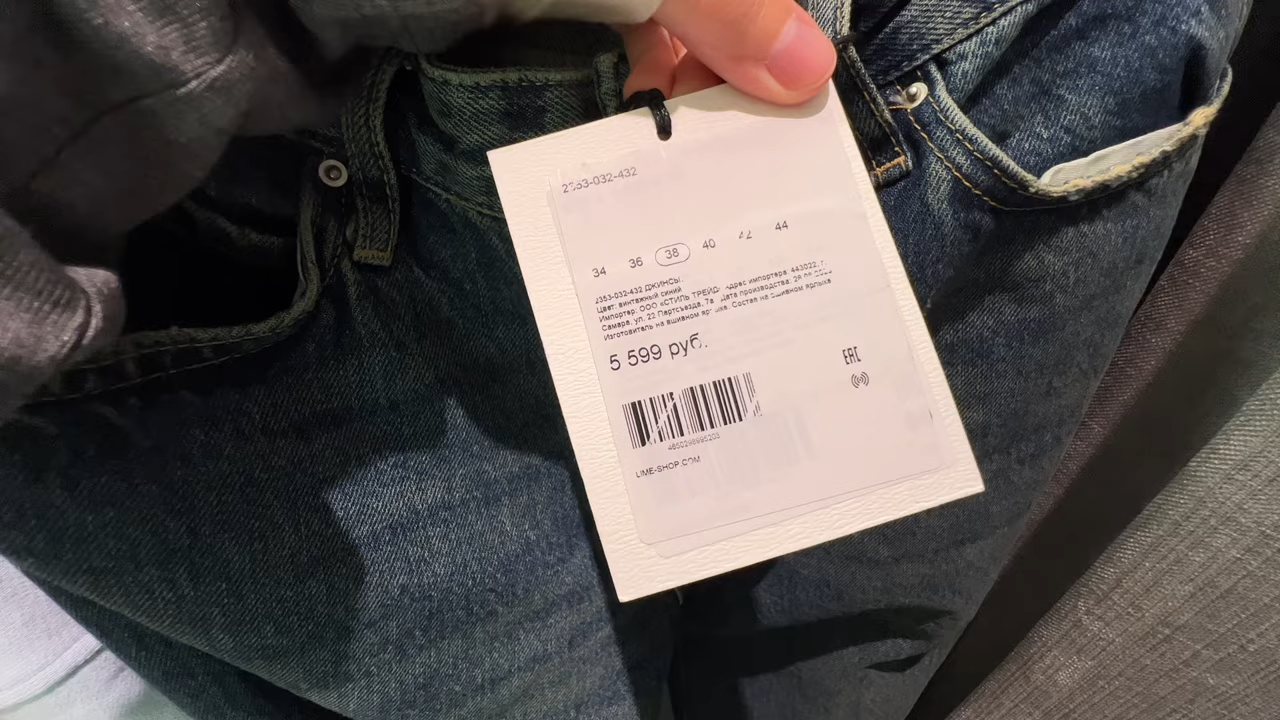 2353-032-432
34 36 38 40 42 44
2353-032-432 ДЖИНСЫ,
Цвет: винтажный синий
Импортер: ООО «СТИЛЬ ТРЕЙД» Адрес импортера: 443022, г.
Самара, ул. 22 Партсъезда, 7а Дата производства:
Изготовитель на вшивном ярлыке. Состав на вшивном ярлыке
5 599 руб.
EAC
LIME-SHOP.COM